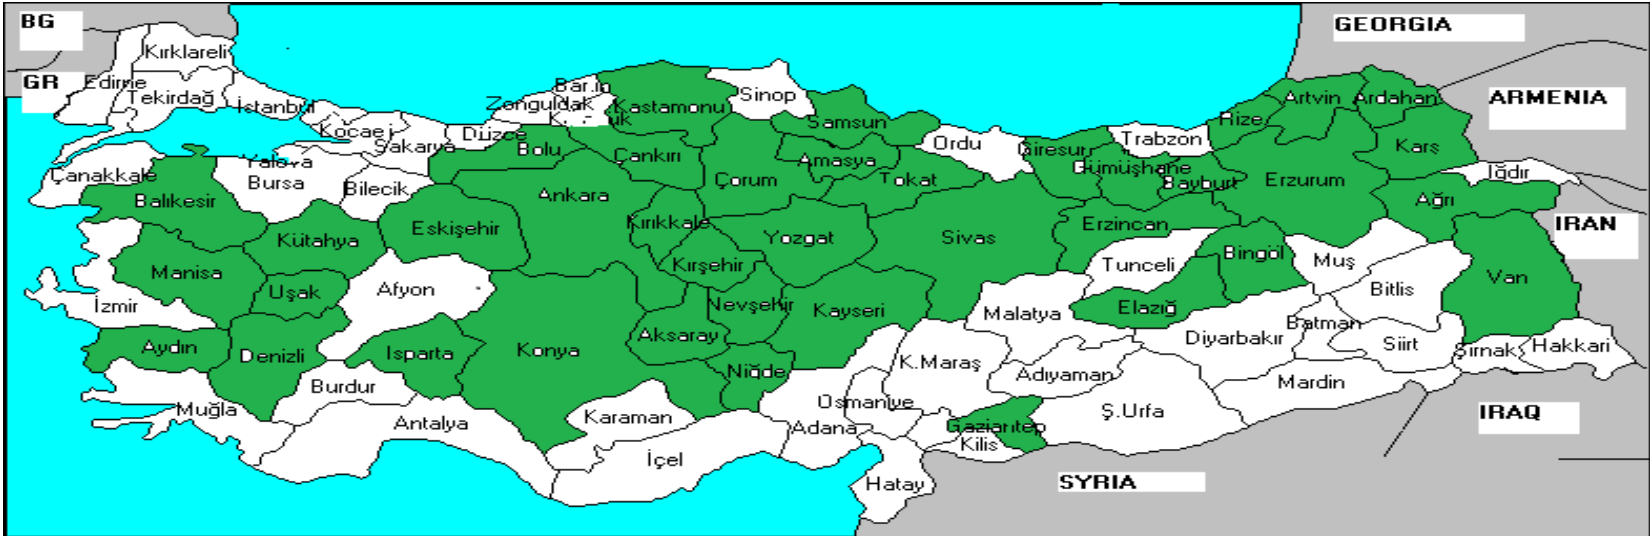 BG
GEORGIA
Kırklareli
GR
Edirne
Tekirdağ
İstanbul
Zonguldak
Kastamonu
Sinop
Artvin
Ardahan
ARMENIA
Kocaeli
Düzce
Samsun
Rize
Sakarya
Bolu
Çankırı
Amasya
Ordu
Giresun
Trabzon
Kars
Yalova
Çanakkale
Bursa
Bilecik
Ankara
Çorum
Tokat
Gümüşhane
Bayburt
Erzurum
Iğdır
Balıkesir
Ağrı
Eskişehir
Kırıkkale
Kütahya
Yozgat
Sivas
Erzincan
IRAN
Manisa
Kırşehir
Tunceli
Bingöl
Muş
Van
İzmir
Uşak
Afyon
Nevşehir
Kayseri
Malatya
Elazığ
Bitlis
Aydın
Denizli
Isparta
Konya
Aksaray
Diyarbakır
Batman
Siirt
Şırnak
Hakkari
Niğde
K.Maraş
Adıyaman
Mardin
Burdur
Muğla
Antalya
Karaman
Osmaniye
Adana
Gaziantep
Kilis
Ş.Urfa
IRAQ
İçel
Hatay
SYRIA